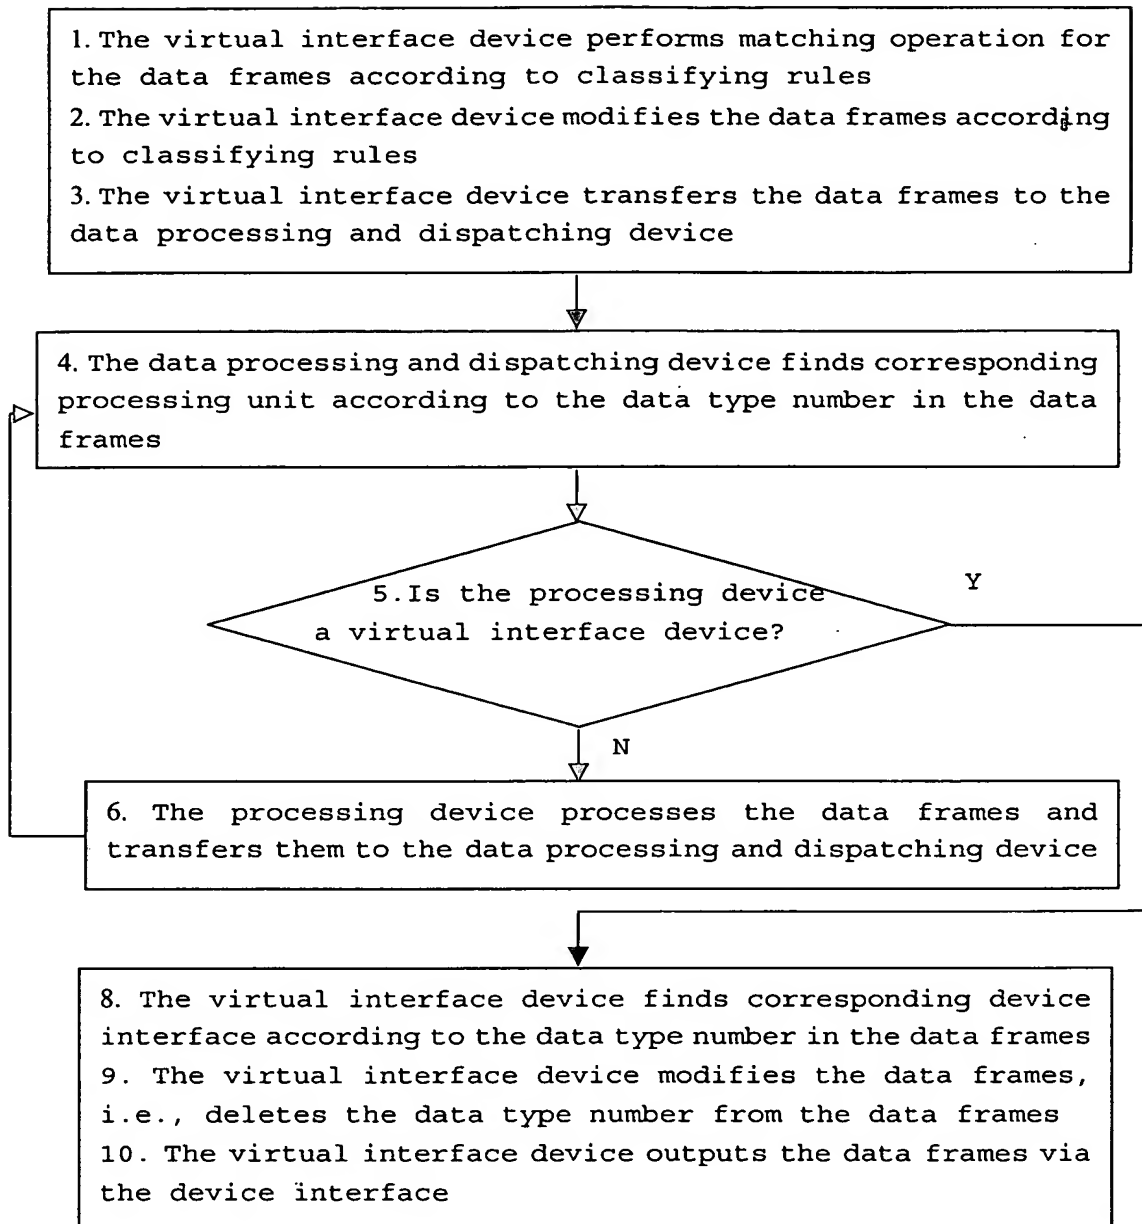 1. The virtual interface device performs matching operation for
the data frames according to classifying rules
2. The virtual interface device modifies the data frames according
to classifying rules
3. The virtual interface device transfers the data frames to the
data processing and dispatching device
4. The data processing and dispatching device finds corresponding
processing unit according to the data type number in the data
frames
5.Is the processing device
a virtual interface device?
Y
N
6. The processing device processes the data frames and
transfers them to the data processing and dispatching device
8. The virtual interface device finds corresponding device
interface according to the data type number in the data frames
9. The virtual interface device modifies the data frames,
i.e., deletes the data type number from the data frames
10. The virtual interface device outputs the data frames via
the device interface